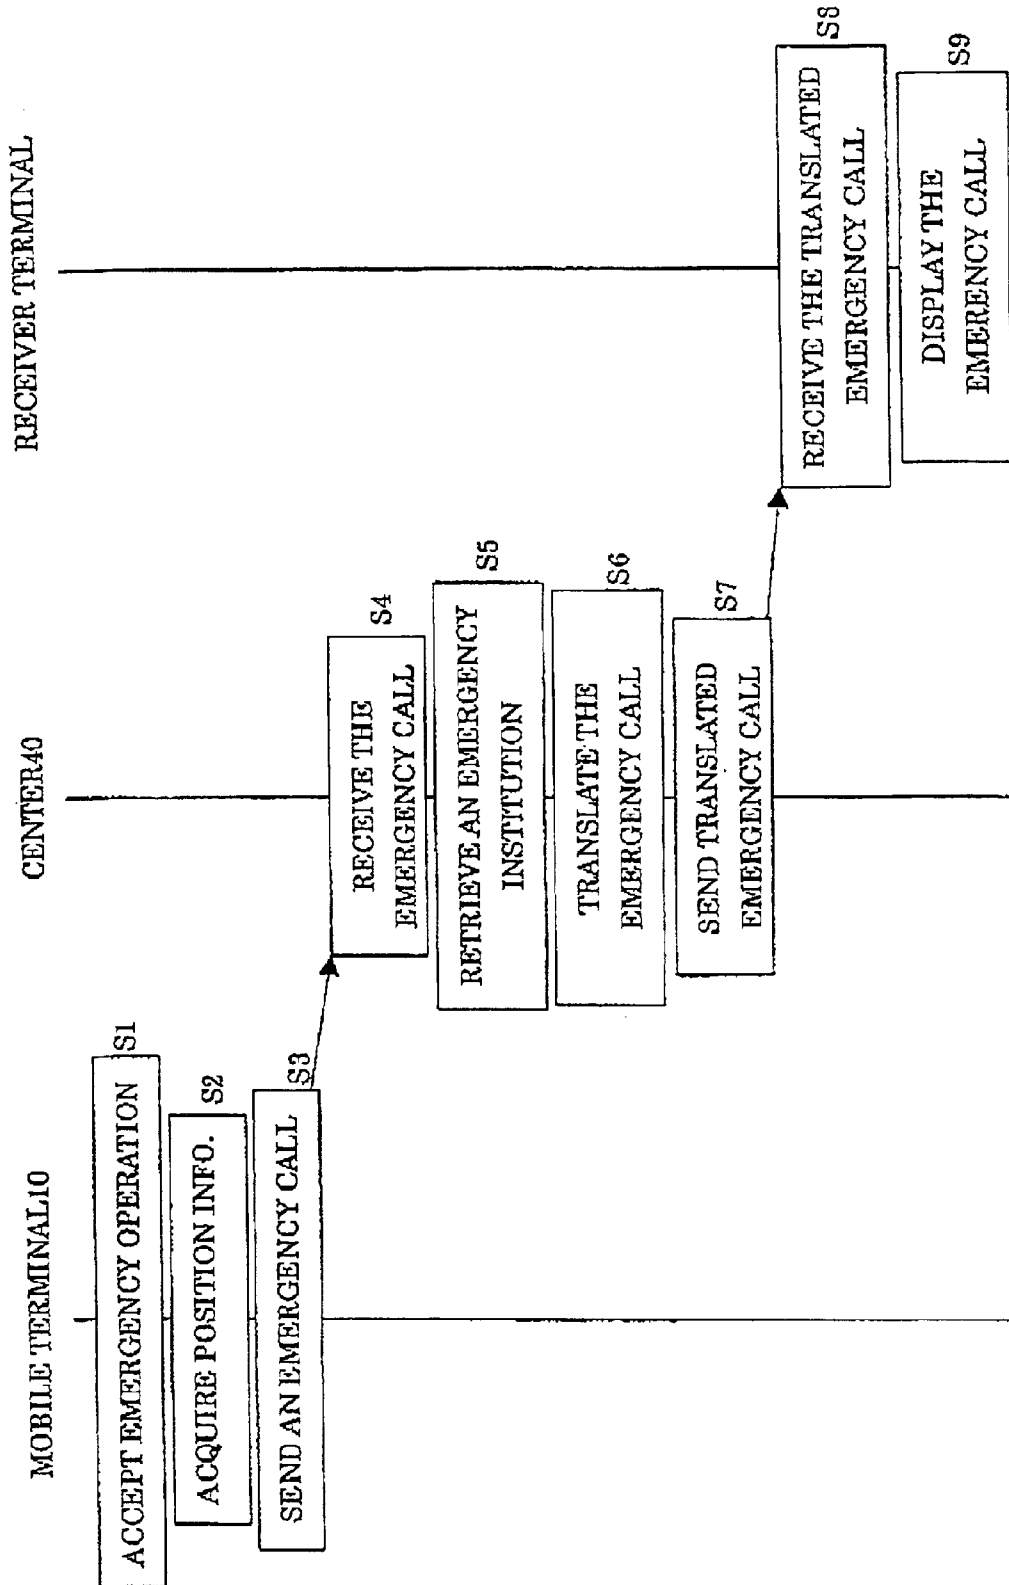 MOBILE TERMINAL10
CENTER40
RECEIVER TERMINAL
ACCEPT EMERGENCY OPERATION
S1
ACQUIRE POSITION INFO.
S2
SEND AN EMERGENCY CALL
S3
RECEIVE THE
EMERGENCY CALL
S4
RETRIEVE AN EMERGENCY
INSTITUTION
S5
TRANSLATE THE
EMERGENCY CALL
S6
SEND TRANSLATED
EMERGENCY CALL
S7
RECEIVE THE TRANSLATED
EMERGENCY CALL
S8
DISPLAY THE
EMERENCY CALL
S9